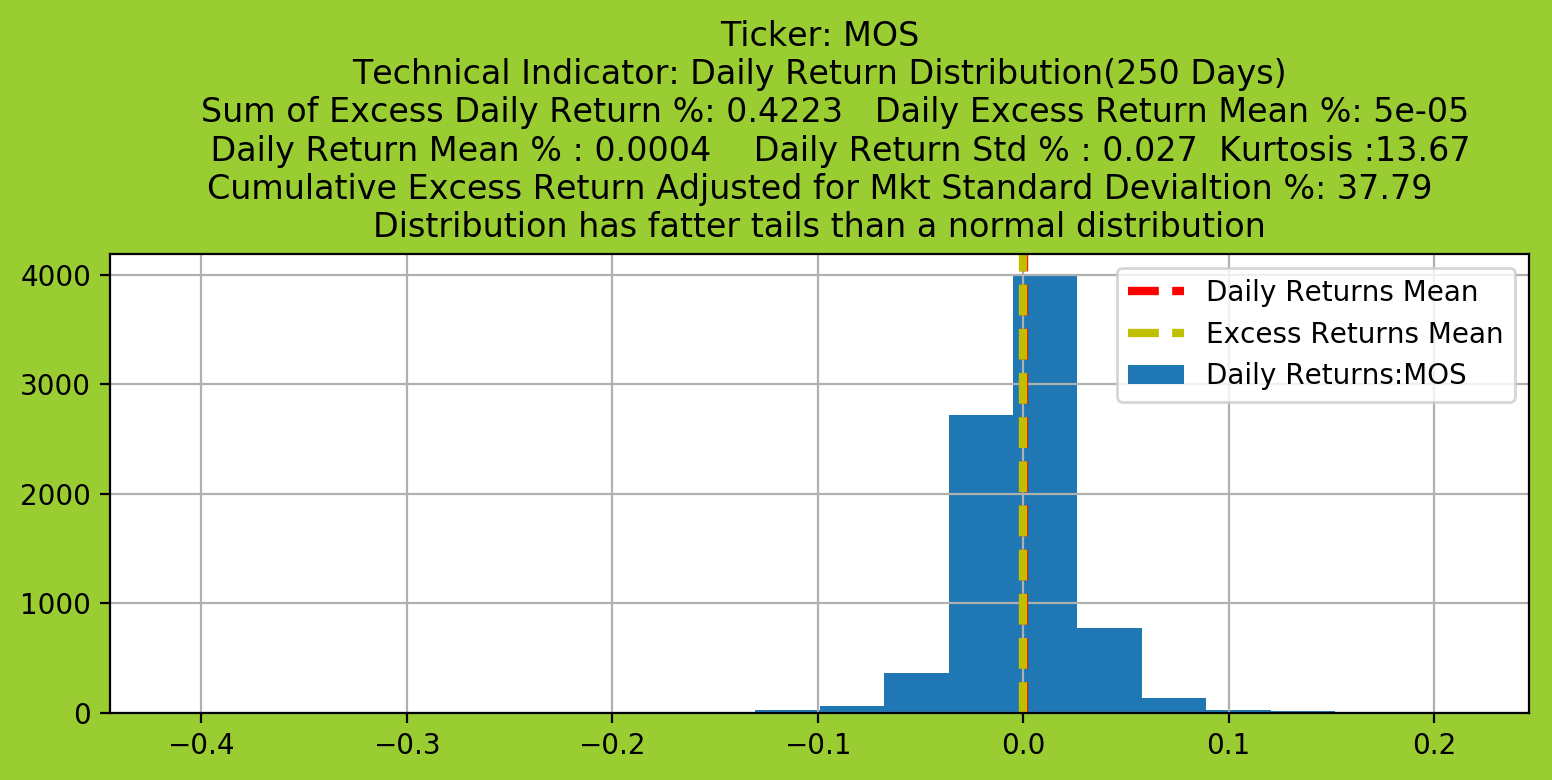 Ticker: MOS
Technical Indicator: Daily Return Distribution(250 Days)
Sum of Excess Daily Return %: 0.4223   Daily Excess Return Mean %: 5e-05
Daily Return Mean % : 0.0004    Daily Return Std % : 0.027  Kurtosis :13.67
Cumulative Excess Return Adjusted for Mkt Standard Devialtion %: 37.79
Distribution has fatter tails than a normal distribution
4000
3000
2000
1000
0
Daily Returns Mean
Excess Returns Mean
Daily Returns:MOS
−0.4 −0.3 −0.2 −0.1 0.0 0.1 0.2